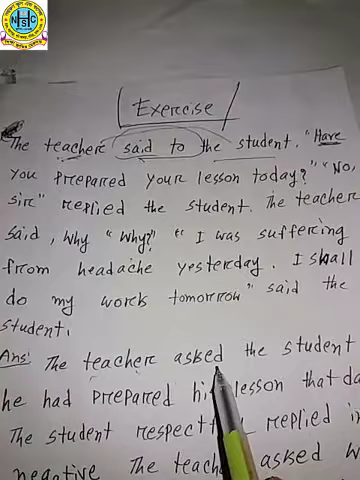 Exercise
The teacher said to the student. "Have
you prepared your lesson today?" "No,
sir" replied the student. The teacher
said, why "Why?" "I was suffering
from headache yesterday. I shall
do my work tomorrow" said the
student.
Ans: The teacher asked the student
he had prepared his lesson that da
The student replied in
negative. The teach asked w